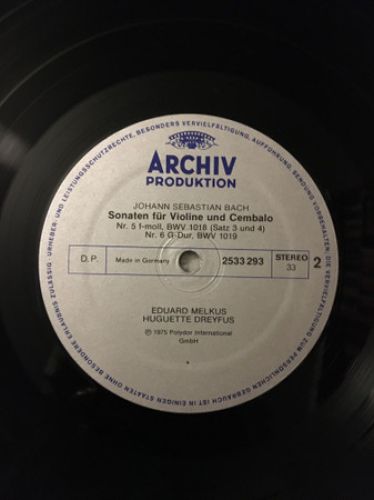 ARCHIV
PRODUKTION
JOHANN SEBASTIAN BACH
Sonaten für Violine und Cembalo
Nr. 5 f-moll, BWV 1018 (Satz 3 und 4)
Nr. 6 G-Dur, BWV 1019
D.P. Made in Germany 2533 293 STEREO 33 2
EDUARD MELKUS
HUGUETTE DREYFUS
℗ 1975 Polydor International
GmbH
URHEBER- UND LEISTUNGSSCHUTZRECHTE, BESONDERS VERVIELFÄLTIGUNG, AUFFÜHRUNG, SENDUNG VORBEHALTEN. DIE VERVIELFÄLTIGUNG ZUM PERSÖNLICHEN GEBRAUCH IST IN EINIGEN STAATEN OHNE BESONDERE ERLAUBNIS ZULÄSSIG ·